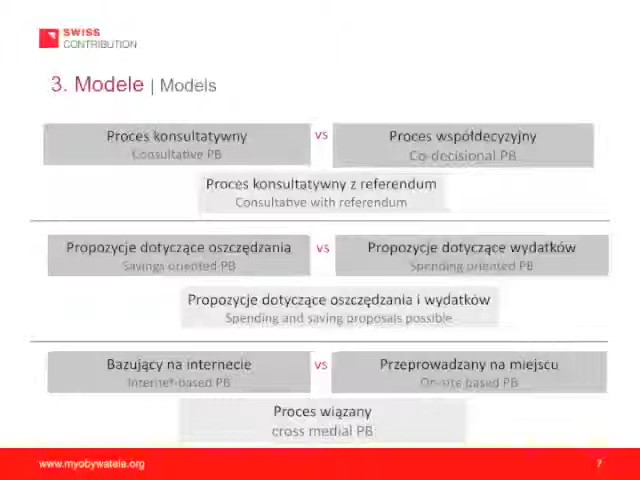 SWISS
CONTRIBUTION
3. Modele | Models
Proces konsultatywny vs Proces współdecyzyjny
Consultative PB Co-decisional PB
Proces konsultatywny z referendum
Consultative with referendum
Propozycje dotyczące oszczędzania vs Propozycje dotyczące wydatków
Savings oriented PB Spending oriented PB
Propozycje dotyczące oszczędzania i wydatków
Spending and saving proposals possible
Bazujący na internecie vs Przeprowadzany na miejscu
Internet-based PB On-site based PB
Proces wiązany
cross medial PB
www.myobywatele.org 7